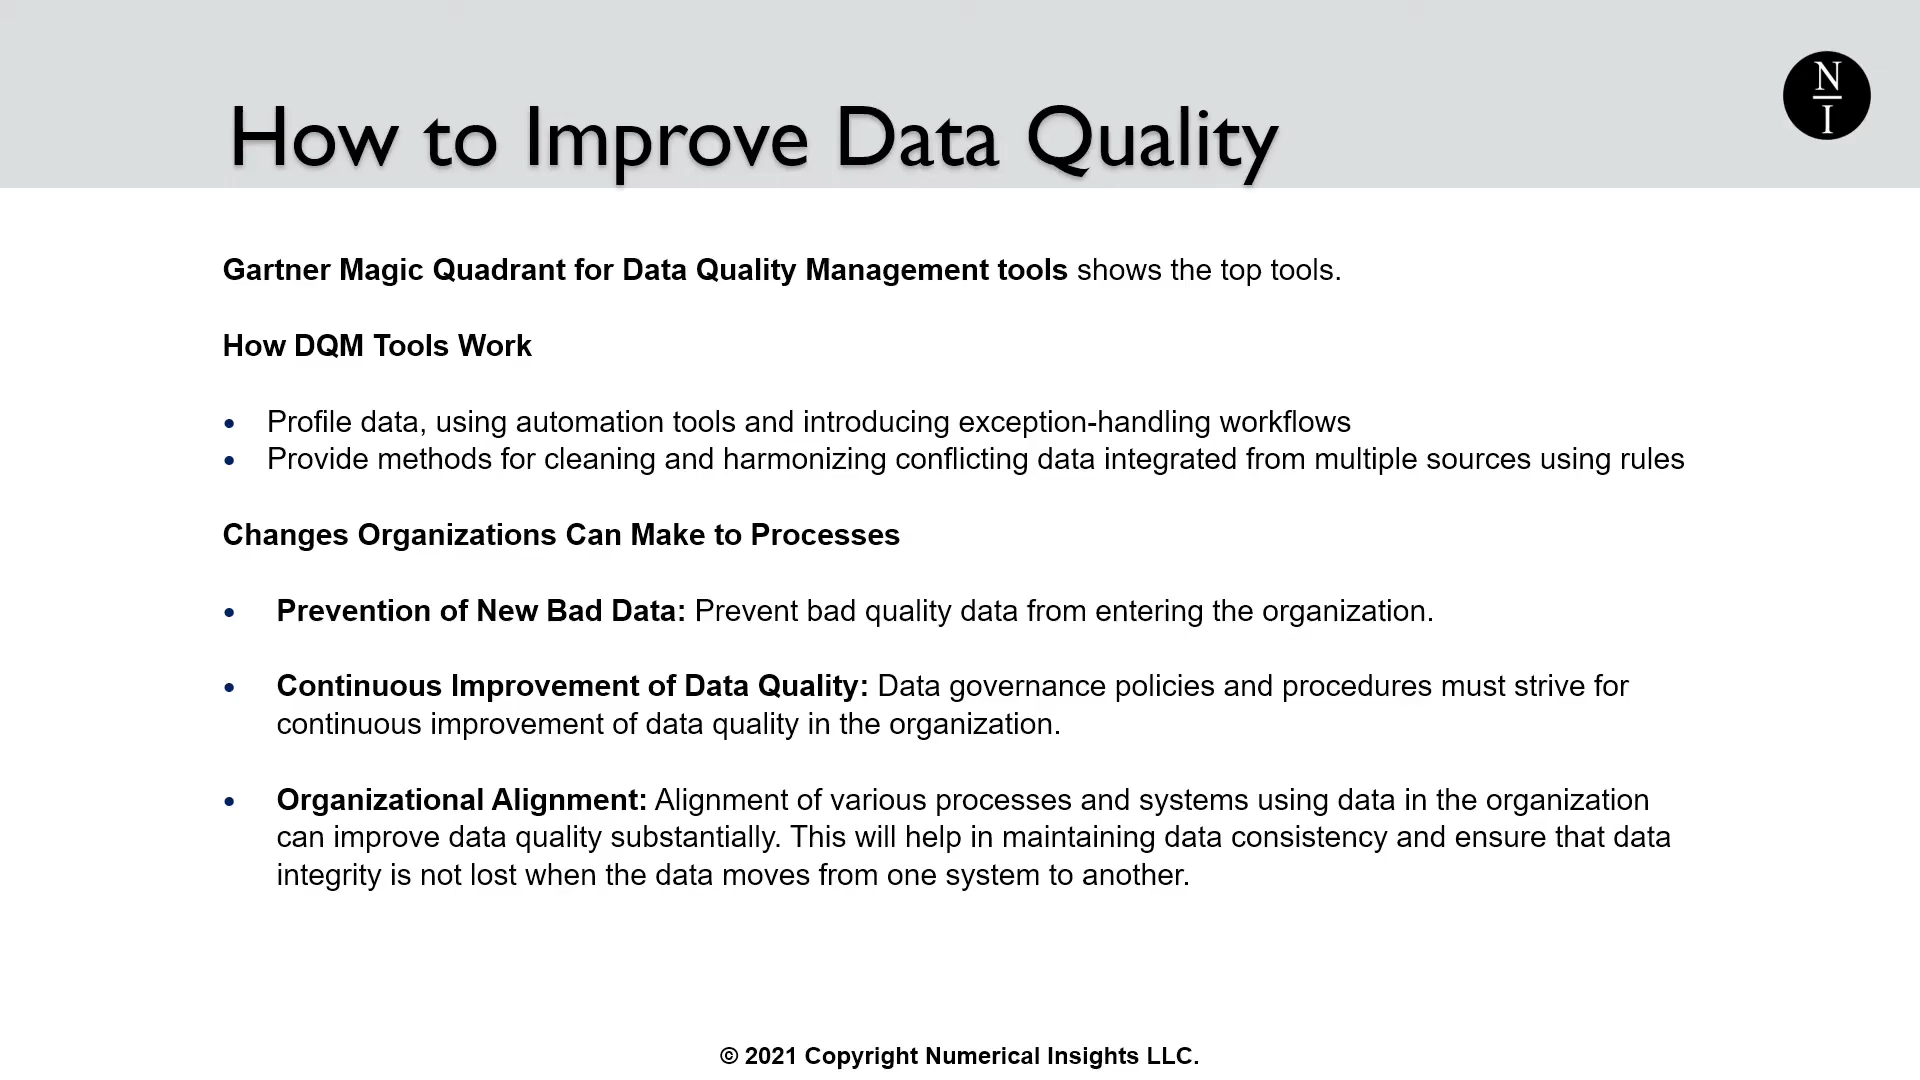 How to Improve Data Quality
N
I
Gartner Magic Quadrant for Data Quality Management tools shows the top tools.
How DQM Tools Work
• Profile data, using automation tools and introducing exception-handling workflows
• Provide methods for cleaning and harmonizing conflicting data integrated from multiple sources using rules
Changes Organizations Can Make to Processes
• Prevention of New Bad Data: Prevent bad quality data from entering the organization.
• Continuous Improvement of Data Quality: Data governance policies and procedures must strive for
continuous improvement of data quality in the organization.
• Organizational Alignment: Alignment of various processes and systems using data in the organization
can improve data quality substantially. This will help in maintaining data consistency and ensure that data
integrity is not lost when the data moves from one system to another.
© 2021 Copyright Numerical Insights LLC.